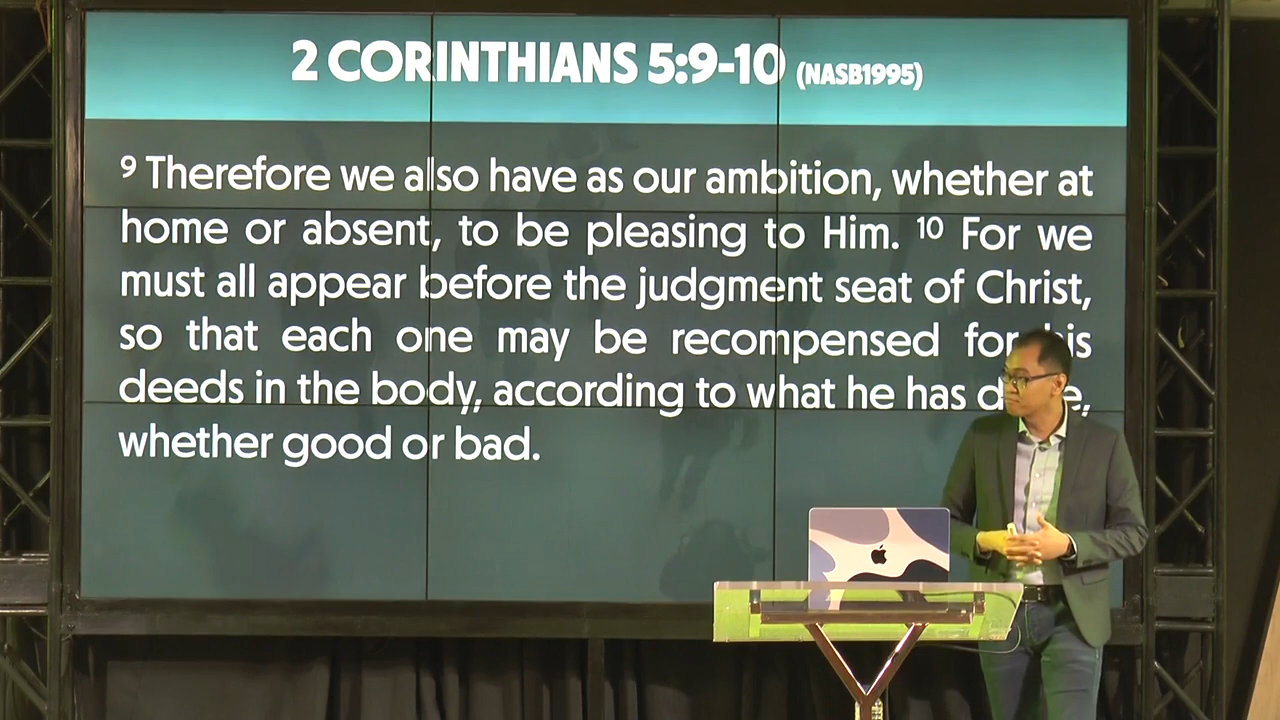 2 CORINTHIANS 5:9-10 (NASB1995)
⁹ Therefore we also have as our ambition, whether at
home or absent, to be pleasing to Him. ¹⁰ For we
must all appear before the judgment seat of Christ,
so that each one may be recompensed for his
deeds in the body, according to what he has done,
whether good or bad.